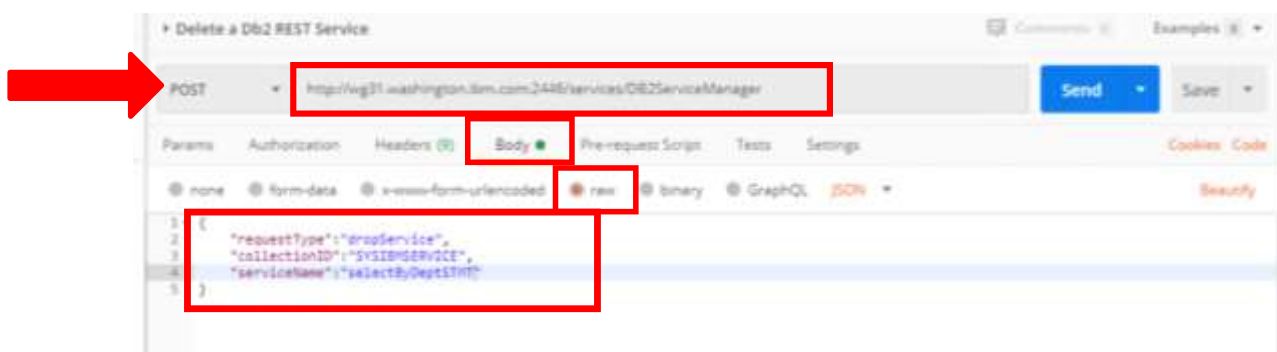 Delete a Db2 REST Service Comments 0 Examples 0
POST http://wg31.washington.ibm.com:2446/services/DB2ServiceManager Send Save
Params Authorization Headers (9) Body Pre-request Script Tests Settings Cookies Code
none form-data x-www-form-urlencoded raw binary GraphQL JSON Beautify
1 {
2 "requestType":"dropService",
3 "collectionID":"SYSIBMSERVICE",
4 "serviceName":"selectByDeptSTMT"
5 }